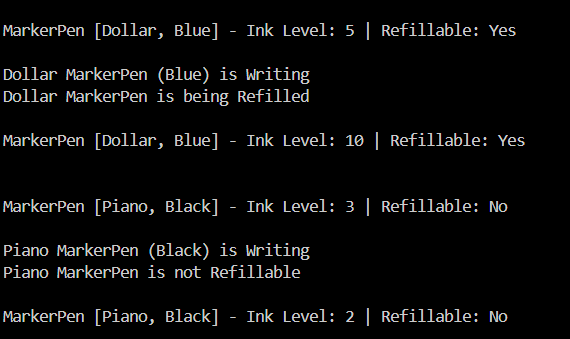 MarkerPen [Dollar, Blue] - Ink Level: 5 | Refillable: Yes
Dollar MarkerPen (Blue) is Writing
Dollar MarkerPen is being Refilled
MarkerPen [Dollar, Blue] - Ink Level: 10 | Refillable: Yes
MarkerPen [Piano, Black] - Ink Level: 3 | Refillable: No
Piano MarkerPen (Black) is Writing
Piano MarkerPen is not Refillable
MarkerPen [Piano, Black] - Ink Level: 2 | Refillable: No